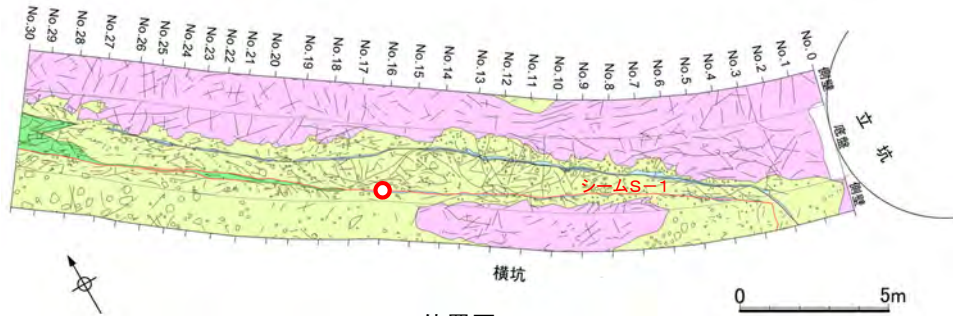 No.30
No.29
No.28
No.27
No.26
No.25
No.24
No.23
No.22
No.21
No.20
No.19
No.18
No.17
No.16
No.15
No.14
No.13
No.12
No.11
No.10
No.9
No.8
No.7
No.6
No.5
No.4
No.3
No.2
No.1
No.0
側壁
底盤
側壁
立坑
シームS-1
横坑
0
5m